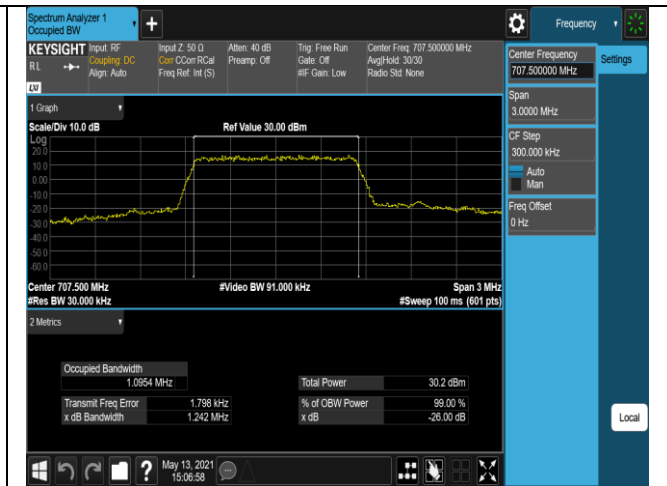 Spectrum Analyzer 1
Occupied BW
+
Frequency
KEYSIGHT
RL
LXI
Input: RF
Coupling: DC
Align: Auto
Input Z: 50 Ω
Corr CCorr RCal
Freq Ref: Int (S)
Atten: 40 dB
Preamp: Off
Trig: Free Run
Gate: Off
#IF Gain: Low
Center Freq: 707.500000 MHz
Avg|Hold: 30/30
Radio Std: None
Center Frequency
707.500000 MHz
Settings
Span
3.0000 MHz
CF Step
300.000 kHz
Auto
Man
Freq Offset
0 Hz
Local
1 Graph
Scale/Div 10.0 dB
Ref Value 30.00 dBm
Log
20.0
10.0
0.00
-10.0
-20.0
-30.0
-40.0
-50.0
-60.0
Center 707.500 MHz
#Video BW 91.000 kHz
Span 3 MHz
#Res BW 30.000 kHz
#Sweep 100 ms (601 pts)
2 Metrics
Occupied Bandwidth
1.0954 MHz
Total Power
30.2 dBm
Transmit Freq Error
1.798 kHz
% of OBW Power
99.00 %
x dB Bandwidth
1.242 MHz
x dB
-26.00 dB
?
May 13, 2021
15:06:58